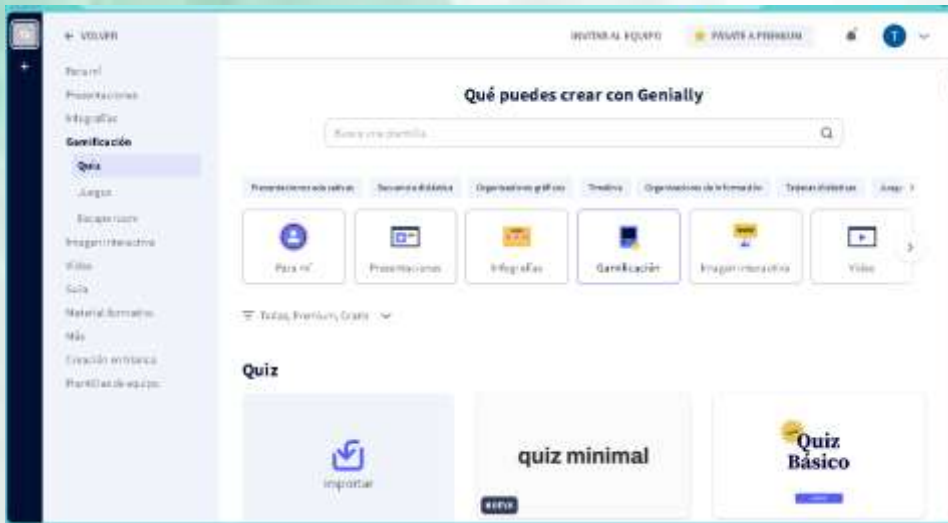 ← VOLVER
INVITAR AL EQUIPO
PÁSATE A PREMIUM
T
Para mí
Presentaciones
Infografías
Gamificación
Quiz
Juegos
Escape room
Imagen interactiva
Vídeo
Guía
Material formativo
Más
Creación en blanco
Plantillas de equipo
Qué puedes crear con Genially
Busca una plantilla
Presentaciones educativas
Secuencia didáctica
Organizadores gráficos
Timeline
Organizadores de información
Tarjetas didácticas
Para mí
Presentaciones
Infografías
Gamificación
Imagen interactiva
Vídeo
Todas, Premium, Gratis
Quiz
Importar
quiz minimal
NUEVO
Quiz
Básico